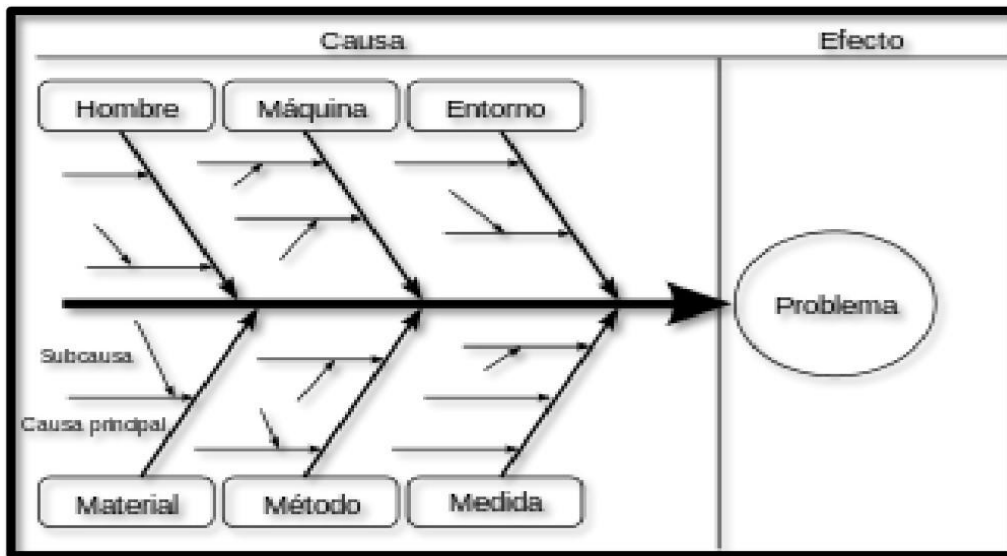 Causa
Efecto
Hombre
Máquina
Entorno
Problema
Subcausa
Causa principal
Material
Método
Medida